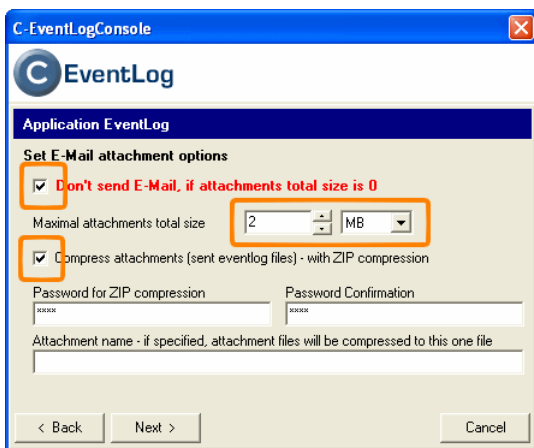 C-EventLogConsole
C EventLog
Application EventLog
Set E-Mail attachment options
Don't send E-Mail, if attachments total size is 0
Maximal attachments total size 2 MB
Compress attachments (sent eventlog files) - with ZIP compression
Password for ZIP compression Password Confirmation
**** ****
Attachment name - if specified, attachment files will be compressed to this one file
< Back Next > Cancel